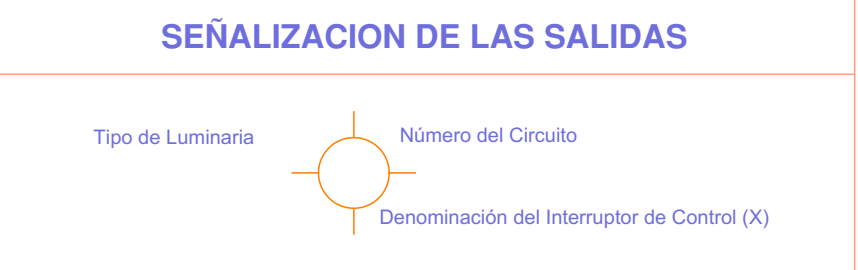 SEÑALIZACION DE LAS SALIDAS
Tipo de Luminaria
Número del Circuito
Denominación del Interruptor de Control (X)